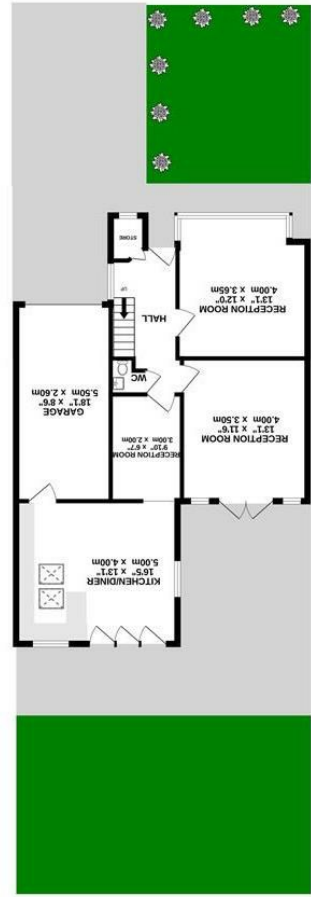 KITCHEN/DINER
16'5" x 13'1"
5.00m x 4.00m
RECEPTION ROOM
9'10" x 6'7"
3.00m x 2.00m
RECEPTION ROOM
13'1" x 11'6"
4.00m x 3.50m
GARAGE
18'1" x 8'6"
5.50m x 2.60m
WC
HALL
UP
RECEPTION ROOM
13'1" x 12'0"
4.00m x 3.65m
STORE